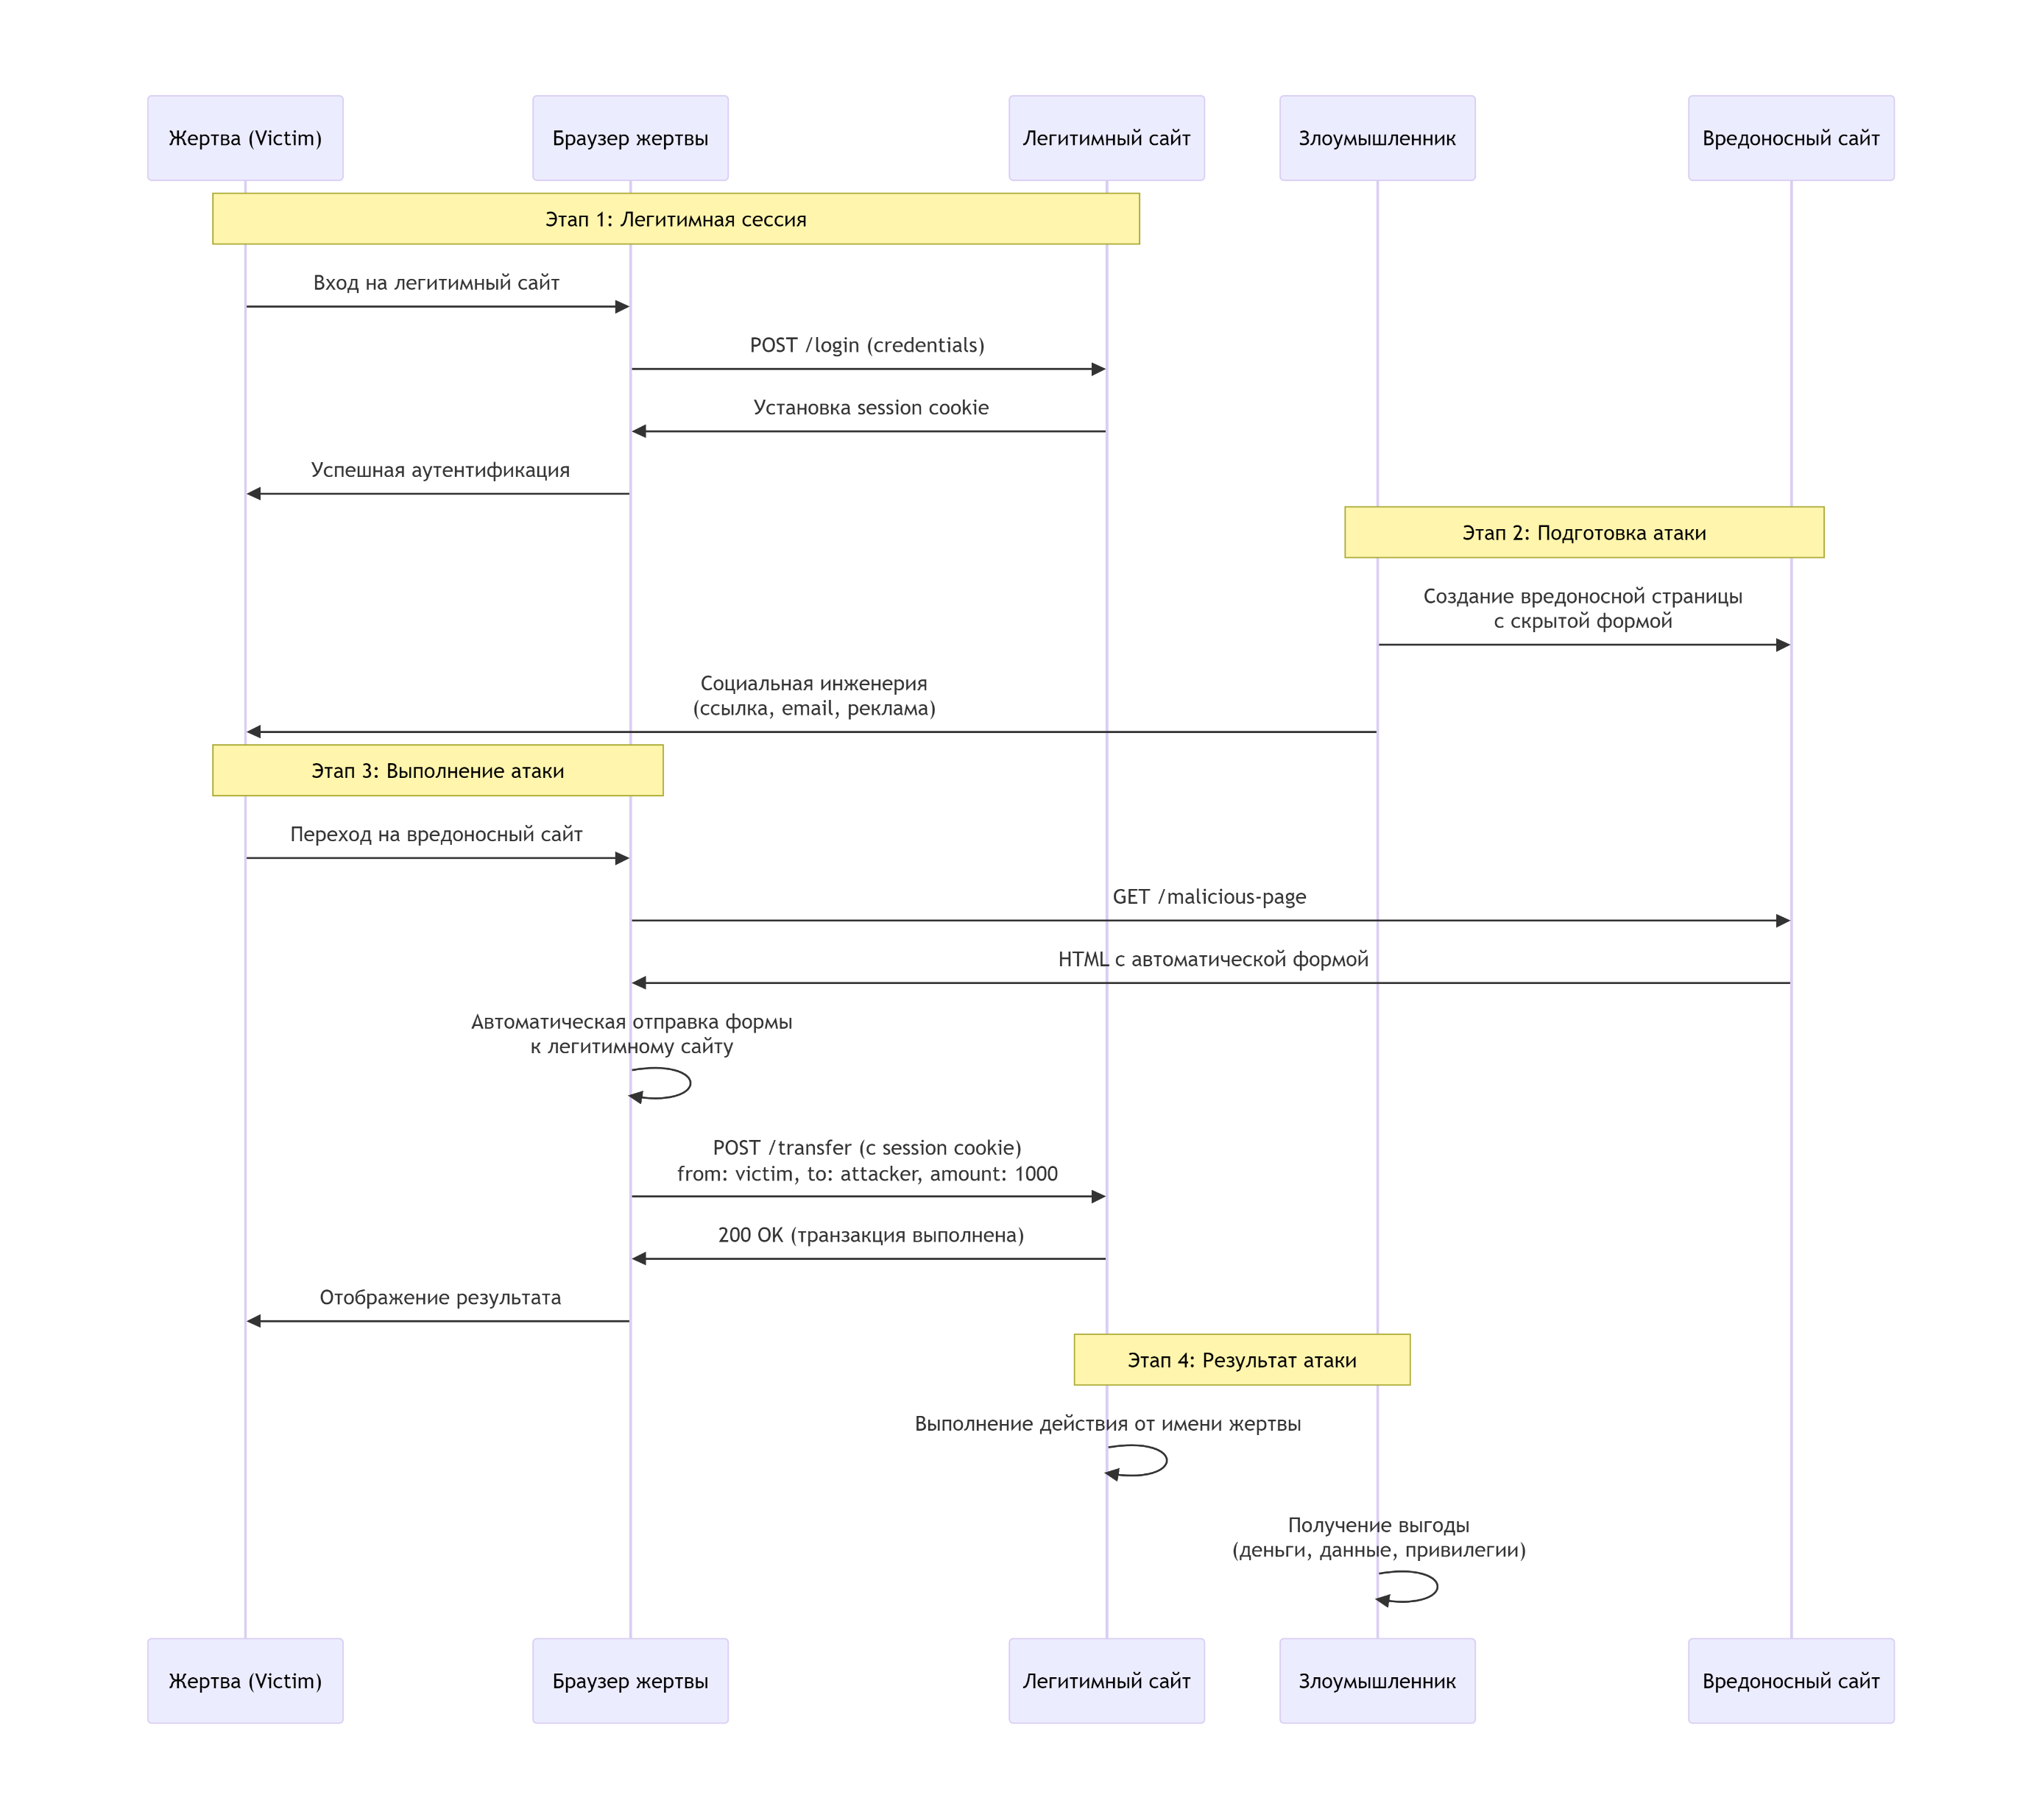 Жертва (Victim)
Браузер жертвы
Легитимный сайт
Злоумышленник
Вредоносный сайт
Этап 1: Легитимная сессия
Вход на легитимный сайт
POST /login (credentials)
Установка session cookie
Успешная аутентификация
Этап 2: Подготовка атаки
Создание вредоносной страницы
с скрытой формой
Социальная инженерия
(ссылка, email, реклама)
Этап 3: Выполнение атаки
Переход на вредоносный сайт
GET /malicious-page
HTML с автоматической формой
Автоматическая отправка формы
к легитимному сайту
POST /transfer (с session cookie)
from: victim, to: attacker, amount: 1000
200 OK (транзакция выполнена)
Отображение результата
Этап 4: Результат атаки
Выполнение действия от имени жертвы
Получение выгоды
(деньги, данные, привилегии)
Жертва (Victim)
Браузер жертвы
Легитимный сайт
Злоумышленник
Вредоносный сайт